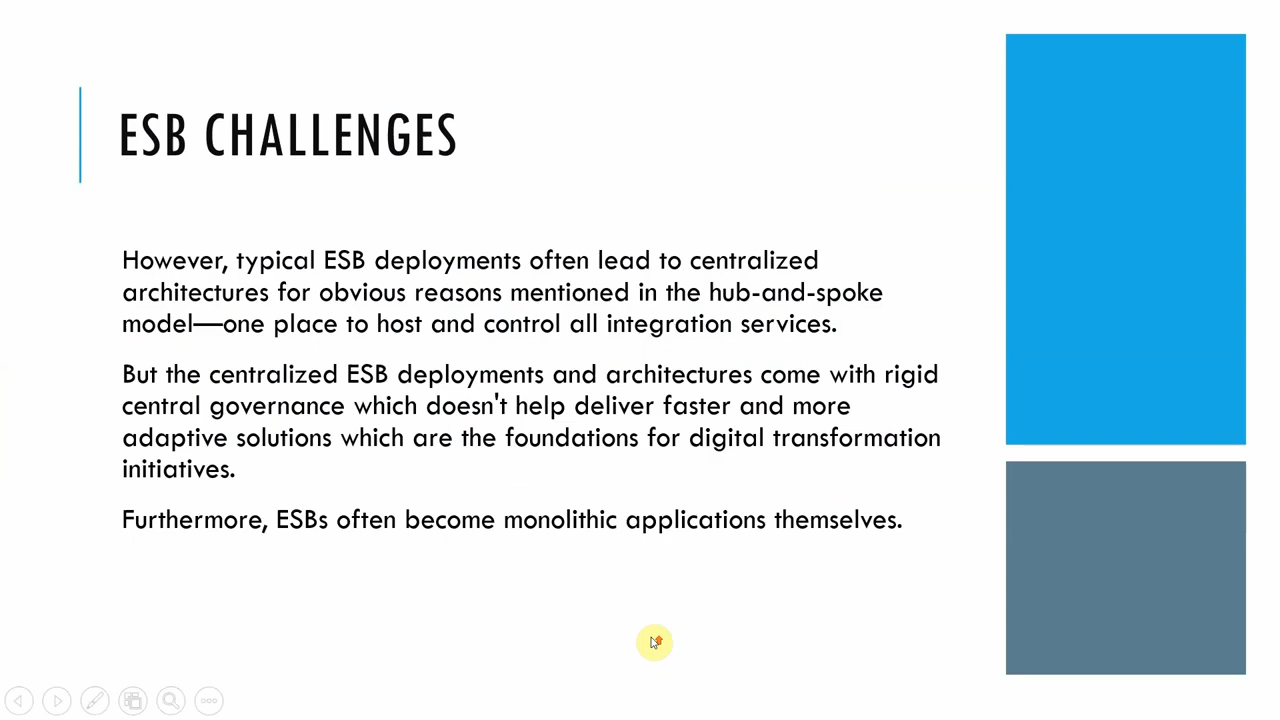 ESB CHALLENGES
However, typical ESB deployments often lead to centralized
architectures for obvious reasons mentioned in the hub-and-spoke
model—one place to host and control all integration services.
But the centralized ESB deployments and architectures come with rigid
central governance which doesn't help deliver faster and more
adaptive solutions which are the foundations for digital transformation
initiatives.
Furthermore, ESBs often become monolithic applications themselves.